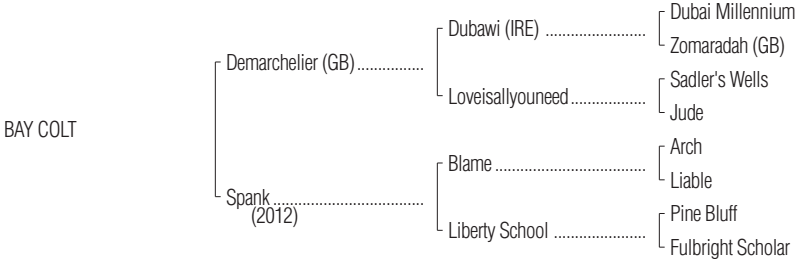 Dubai Millennium
Dubawi (IRE) ......................
Zomaradah (GB)
Demarchelier (GB) ................
Sadler's Wells
Loveisallyouneed .................
Jude
BAY COLT
Arch
Blame .................................
Liable
Spank ..................................
(2012)
Pine Bluff
Liberty School ....................
Fulbright Scholar